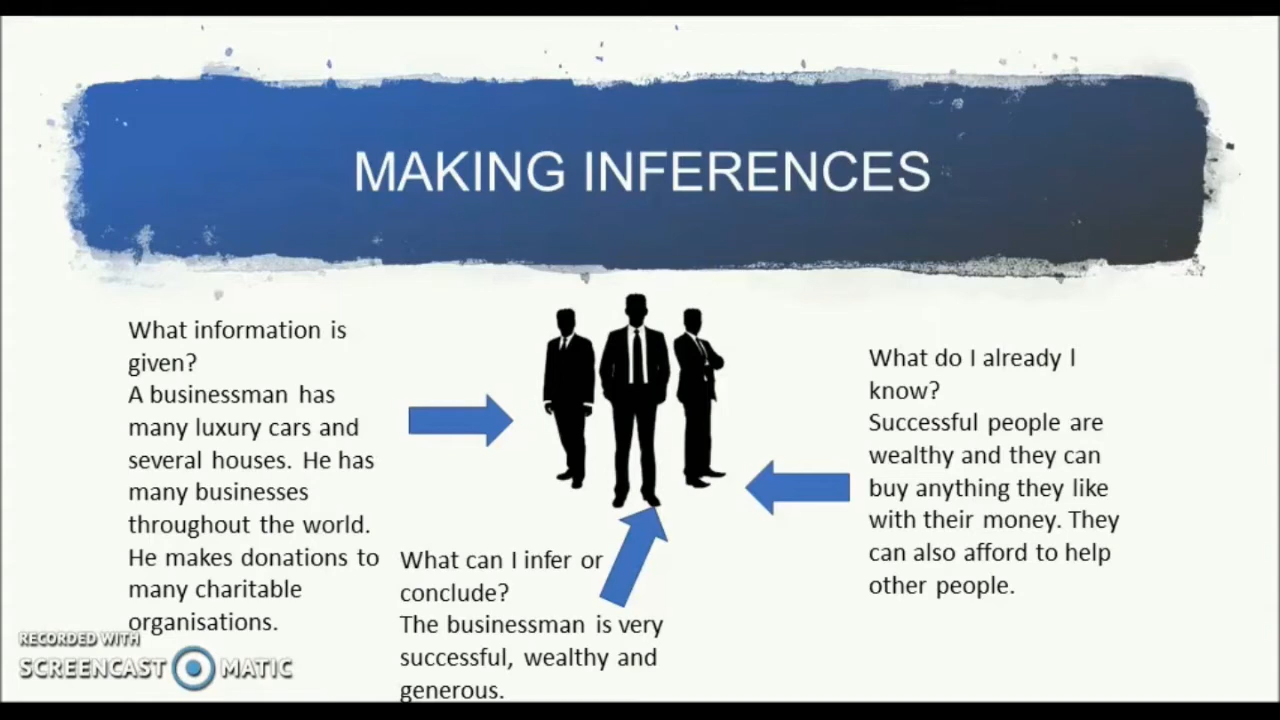 MAKING INFERENCES
What information is
given?
A businessman has
many luxury cars and
several houses. He has
many businesses
throughout the world.
He makes donations to
many charitable
organisations.
What can I infer or
conclude?
The businessman is very
successful, wealthy and
generous.
What do I already l
know?
Successful people are
wealthy and they can
buy anything they like
with their money. They
can also afford to help
other people.
RECORDED WITH
SCREENCAST MATIC